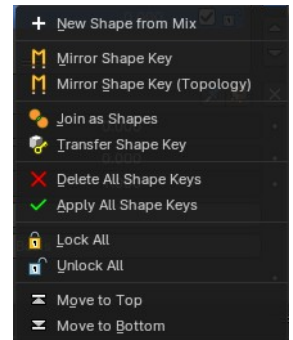 New Shape from Mix
Mirror Shape Key
Mirror Shape Key (Topology)
Join as Shapes
Transfer Shape Key
Delete All Shape Keys
Apply All Shape Keys
Lock All
Unlock All
Move to Top
Move to Bottom